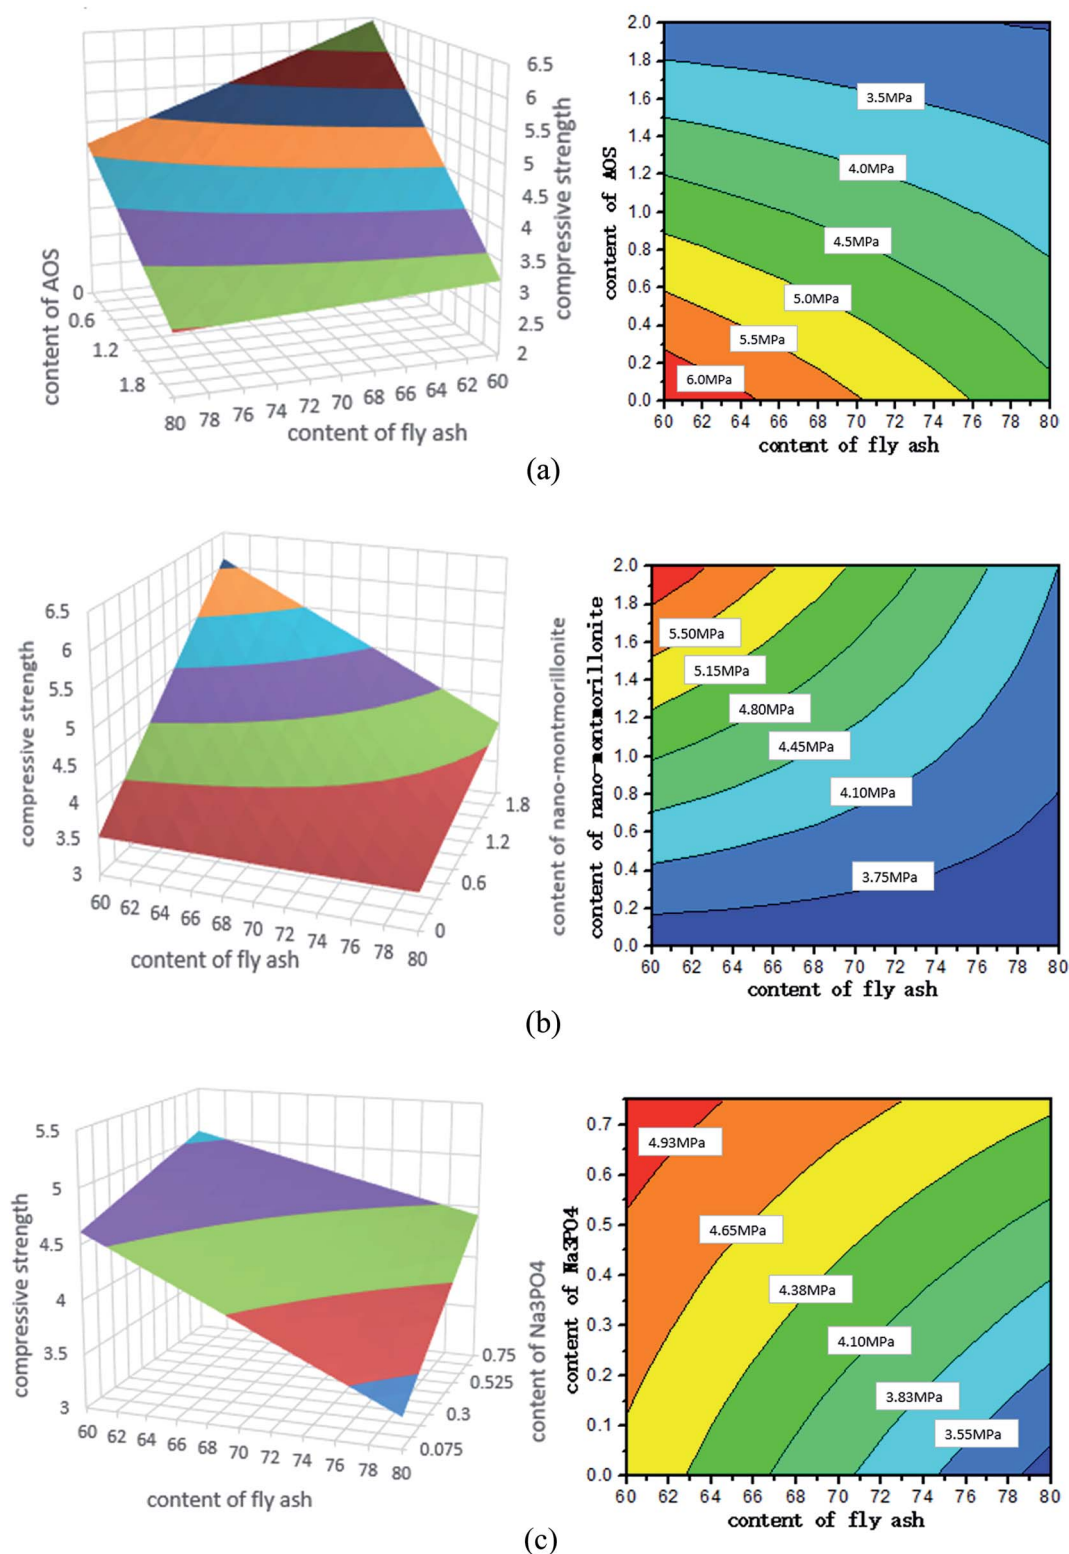 6.5
6
5.5
5
4.5
4
3.5
3
2.5
2
compressive strength
content of AOS
0
0.6
1.2
1.8
80 78 76 74 72 70 68 66 64 62 60
content of fly ash
2.0
1.8
1.6
1.4
1.2
1.0
0.8
0.6
0.4
0.2
0.0
content of AOS
3.5MPa
4.0MPa
4.5MPa
5.0MPa
5.5MPa
6.0MPa
60 62 64 66 68 70 72 74 76 78 80
content of fly ash
(a)
6.5
6
5.5
5
4.5
4
3.5
3
compressive strength
60 62 64 66 68 70 72 74 76 78 80
content of fly ash
1.8
1.2
0.6
0
content of nano-montmorillonite
2.0
1.8
1.6
1.4
1.2
1.0
0.8
0.6
0.4
0.2
0.0
content of nano-montmorillonite
5.50MPa
5.15MPa
4.80MPa
4.45MPa
4.10MPa
3.75MPa
60 62 64 66 68 70 72 74 76 78 80
content of fly ash
(b)
5.5
5
4.5
4
3.5
3
compressive strength
60 62 64 66 68 70 72 74 76 78 80
content of fly ash
0.75
0.525
0.3
0.075
content of Na3PO4
0.7
0.6
0.5
0.4
0.3
0.2
0.1
0.0
content of Na3PO4
4.93MPa
4.65MPa
4.38MPa
4.10MPa
3.83MPa
3.55MPa
60 62 64 66 68 70 72 74 76 78 80
content of fly ash
(c)